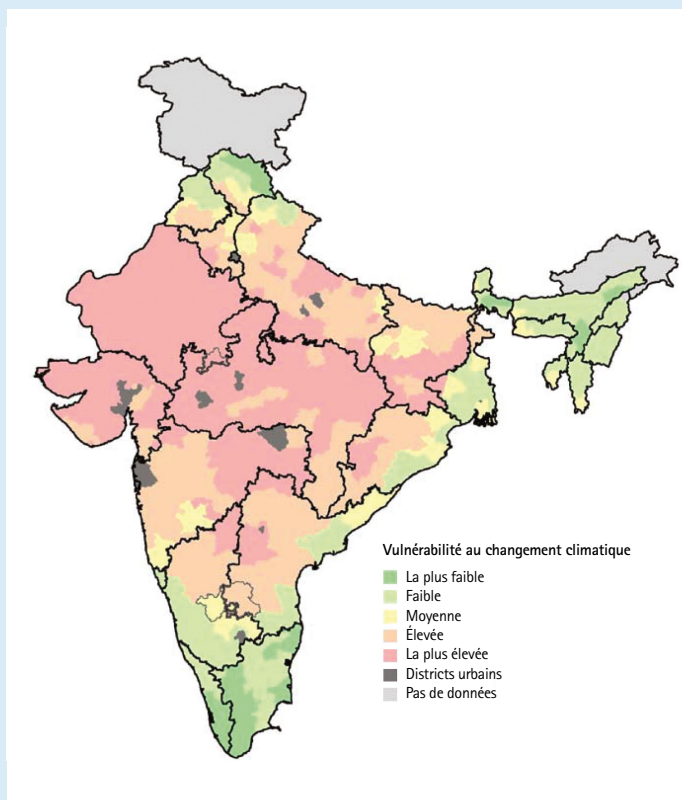 Vulnérabilité au changement climatique
La plus faible
Faible
Moyenne
Élevée
La plus élevée
Districts urbains
Pas de données